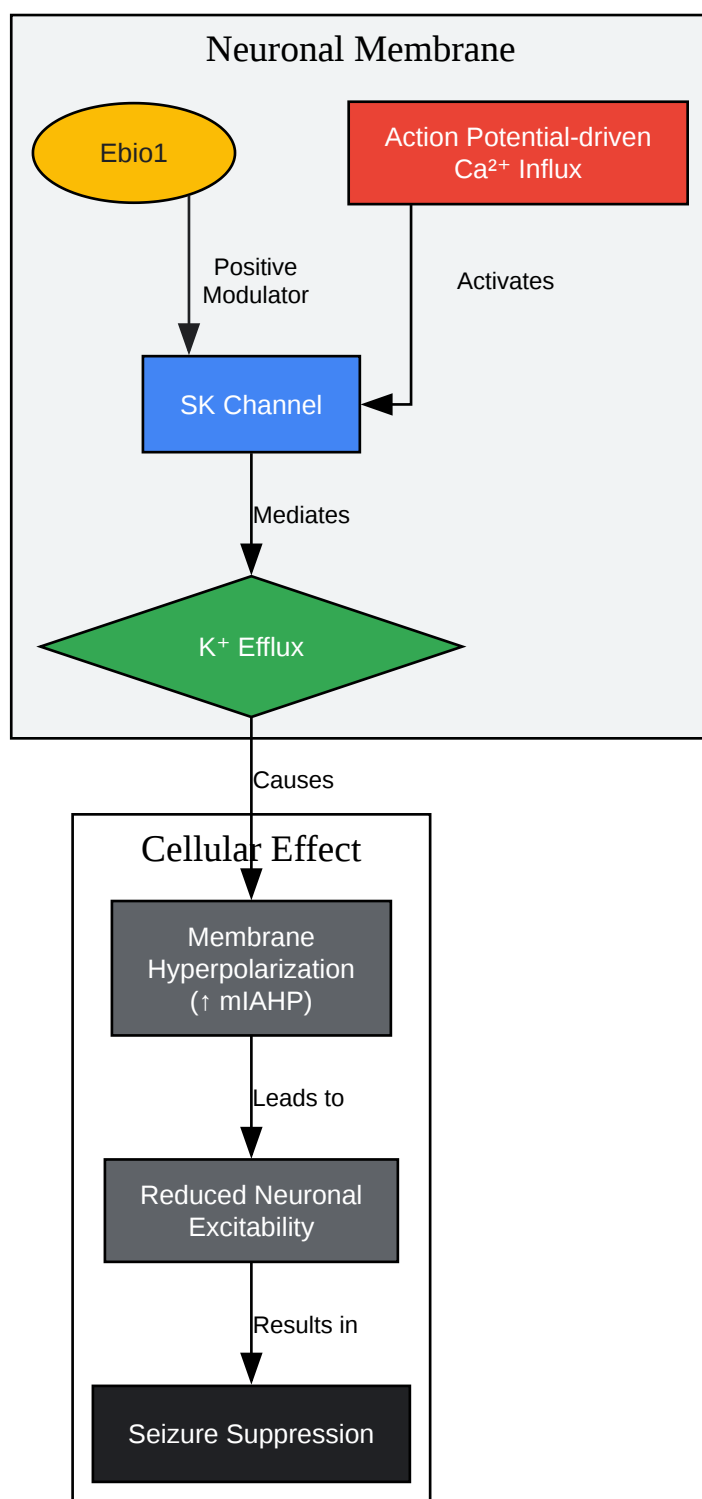 Neuronal Membrane
Ebio1
Action Potential-driven
Ca²⁺ Influx
Positive
Modulator
Activates
SK Channel
Mediates
K⁺ Efflux
Causes
Cellular Effect
Membrane
Hyperpolarization
(↑ mIAHP)
Leads to
Reduced Neuronal
Excitability
Results in
Seizure Suppression